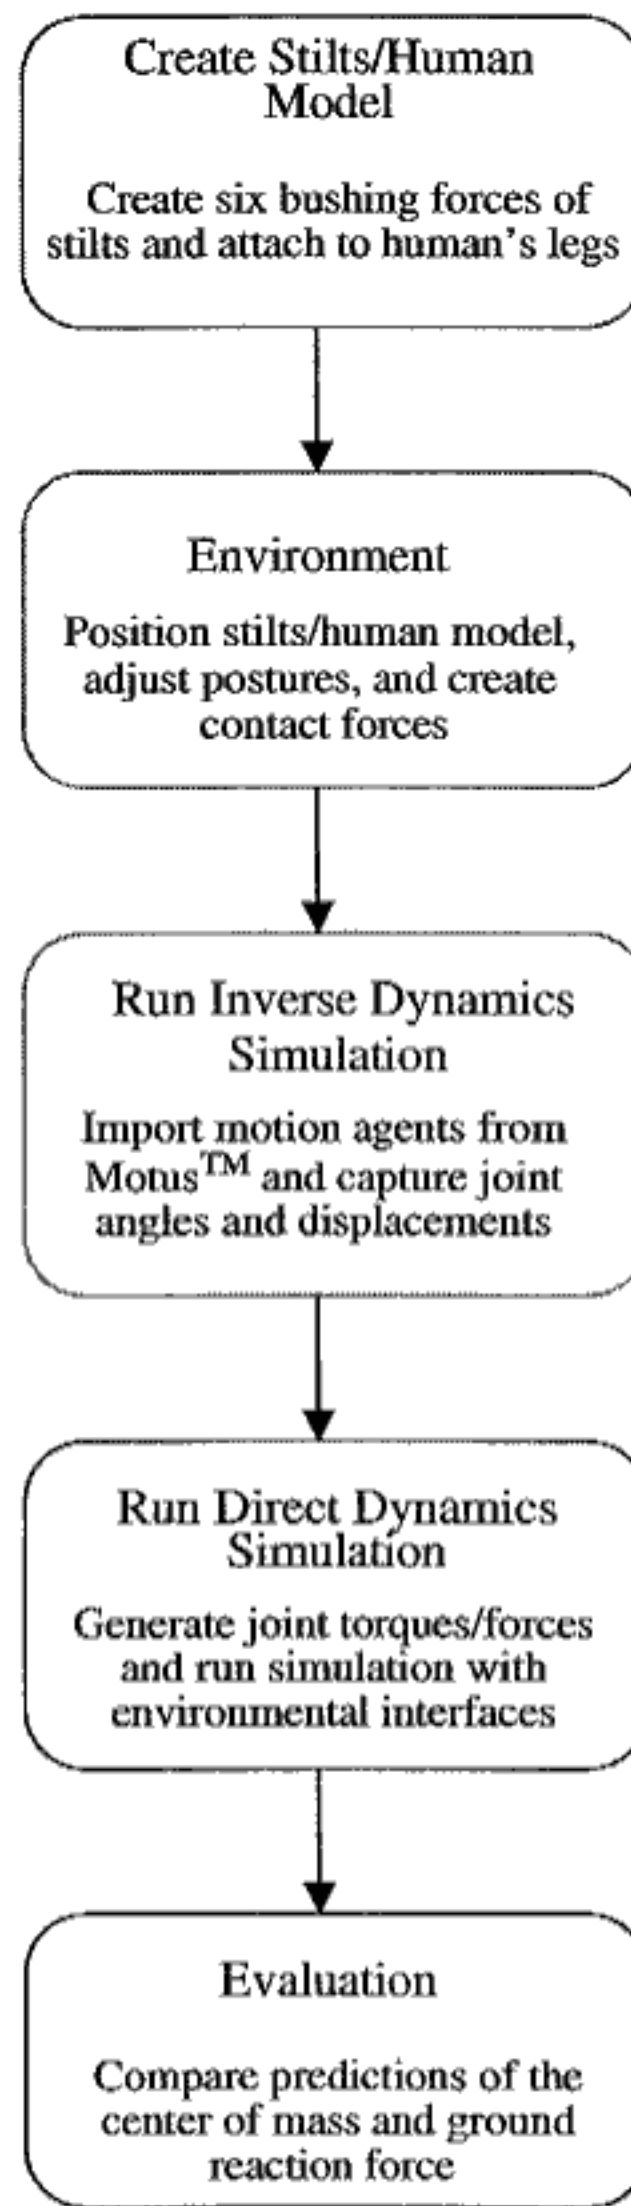 Create Stilts/Human
Model
Create six bushing forces of
stilts and attach to human's legs
Environment
Position stilts/human model,
adjust postures, and create
contact forces
Run Inverse Dynamics
Simulation
Import motion agents from
Motus™ and capture joint
angles and displacements
Run Direct Dynamics
Simulation
Generate joint torques/forces
and run simulation with
environmental interfaces
Evaluation
Compare predictions of the
center of mass and ground
reaction force